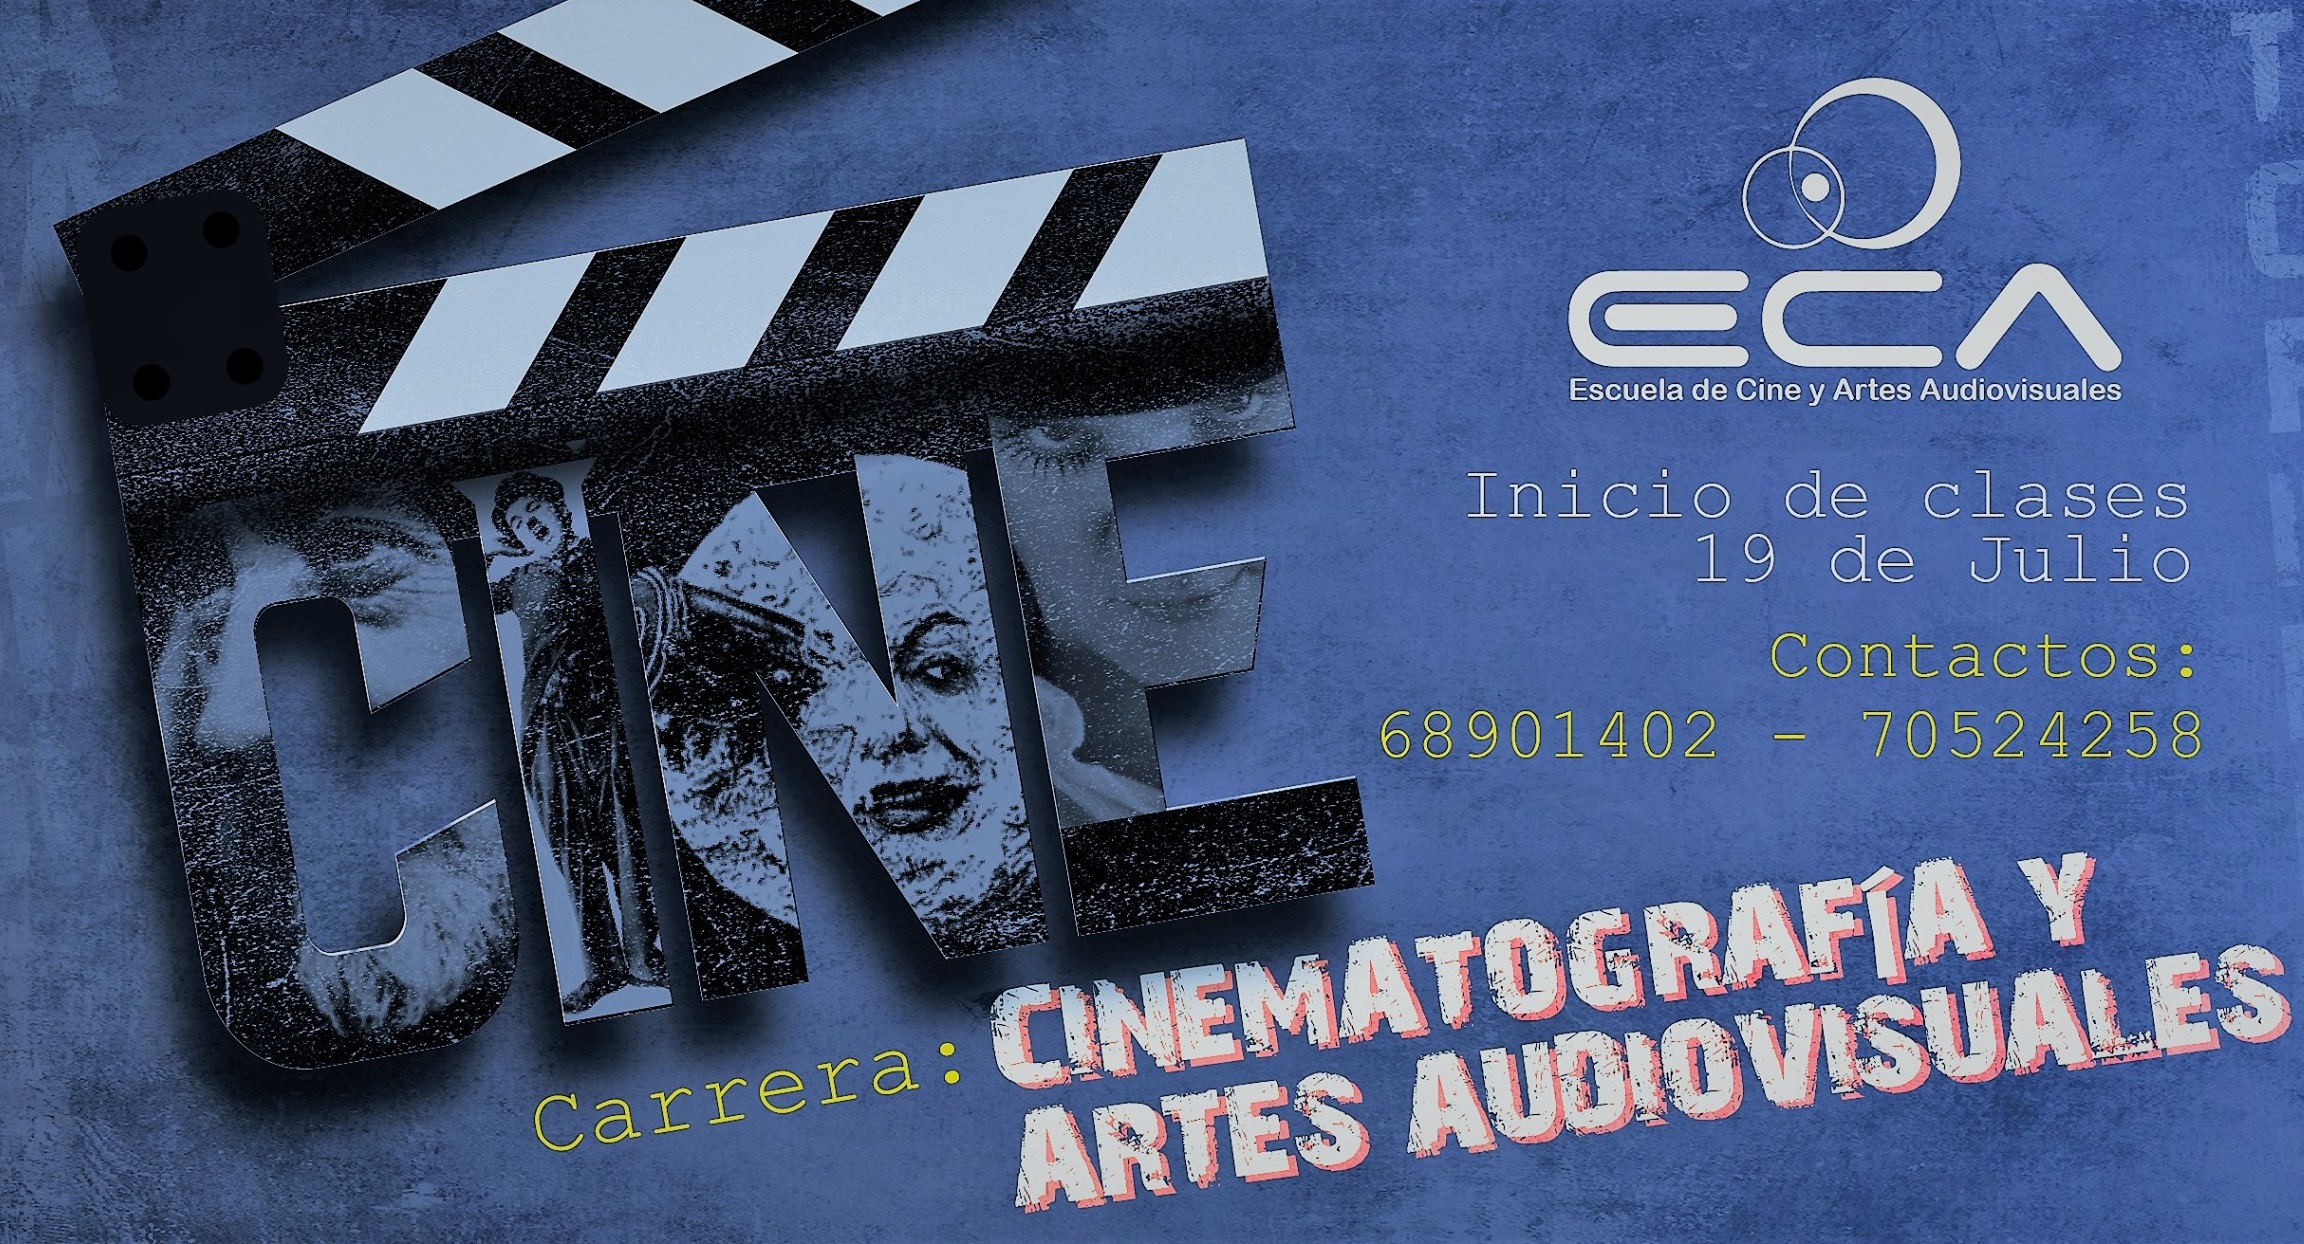 CINE
ECA
Escuela de Cine y Artes Audiovisuales
Inicio de clases
19 de Julio
Contactos:
68901402 - 70524258
Carrera: CINEMATOGRAFíA Y
ARTES AUDIOVISUALES